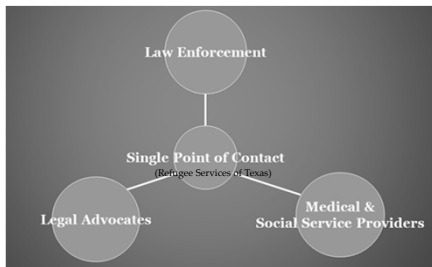 Law Enforcement
Single Point of Contact
(Refugee Services of Texas)
Legal Advocates
Medical &
Social Service Providers